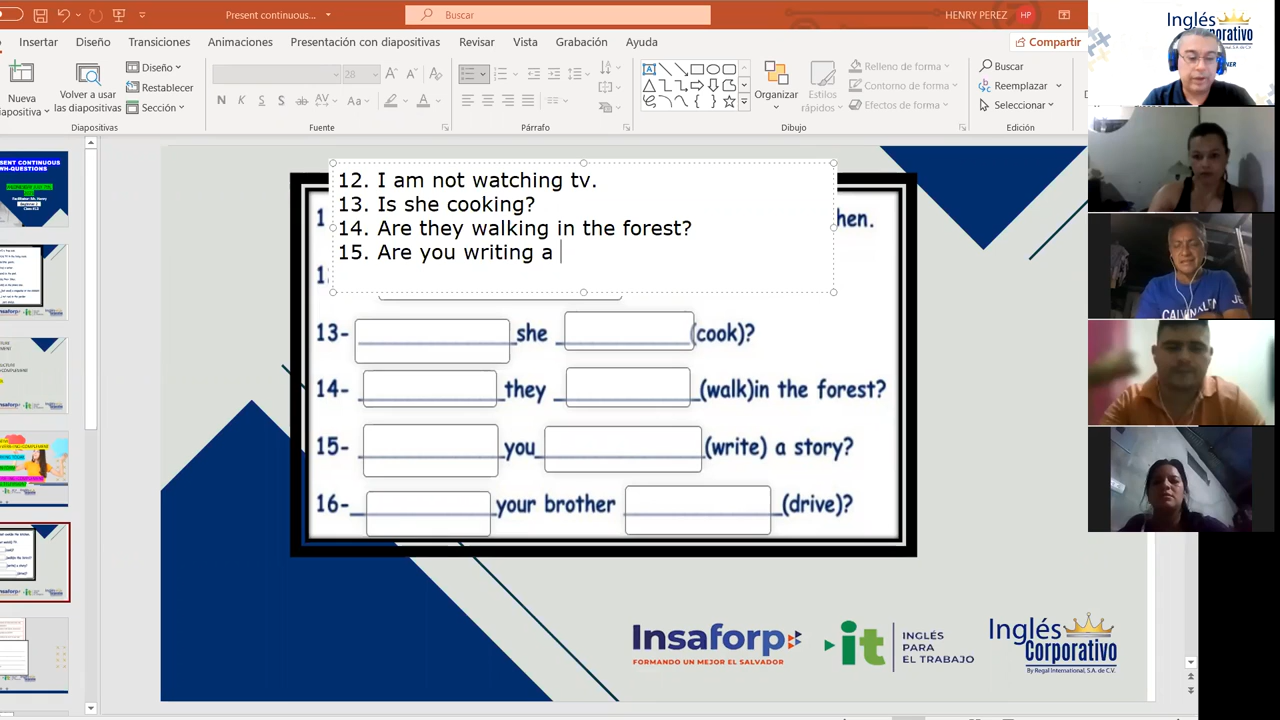 Present continuous...
Buscar
HENRY PEREZ
HP
Insertar
Diseño
Transiciones
Animaciones
Presentación con diapositivas
Revisar
Vista
Grabación
Ayuda
Compartir
Nueva
diapositiva
Volver a usar
las diapositivas
Diseño
Restablecer
Sección
Diapositivas
28
N
K
S
S
ab
AV
Aa
Fuente
Párrafo
Organizar
Estilos
rápidos
Relleno de forma
Contorno de forma
Efectos de forma
Dibujo
Buscar
Reemplazar
Seleccionar
Edición
12. I am not watching tv.
13. Is she cooking?
14. Are they walking in the forest?
15. Are you writing a
hen.
13- she (cook)?
14- they (walk)in the forest?
15- you (write) a story?
16- your brother (drive)?
Insaforp
FORMANDO UN MEJOR EL SALVADOR
it
INGLÉS
PARA
EL TRABAJO
Inglés
Corporativo
By Regal International, S.A. de C.V.
Inglés
Corporativo